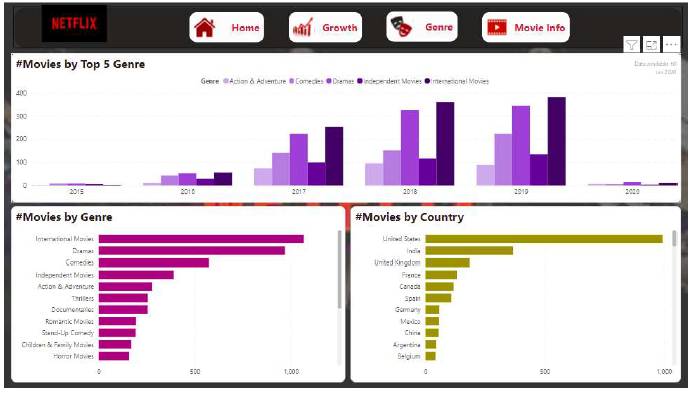 NETFLIX
Home
Growth
Genre
Movie Info
#Movies by Top 5 Genre
Data available till
Jan 2020
Genre Action & Adventure Comedies Dramas Independent Movies International Movies
400
300
200
100
0
2015 2016 2017 2018 2019 2020
#Movies by Genre
International Movies
Dramas
Comedies
Independent Movies
Action & Adventure
Thrillers
Documentaries
Romantic Movies
Stand-Up Comedy
Children & Family Movies
Horror Movies
0 500 1,000
#Movies by Country
United States
India
United Kingdom
France
Canada
Spain
Germany
Mexico
China
Argentina
Belgium
0 500 1,000